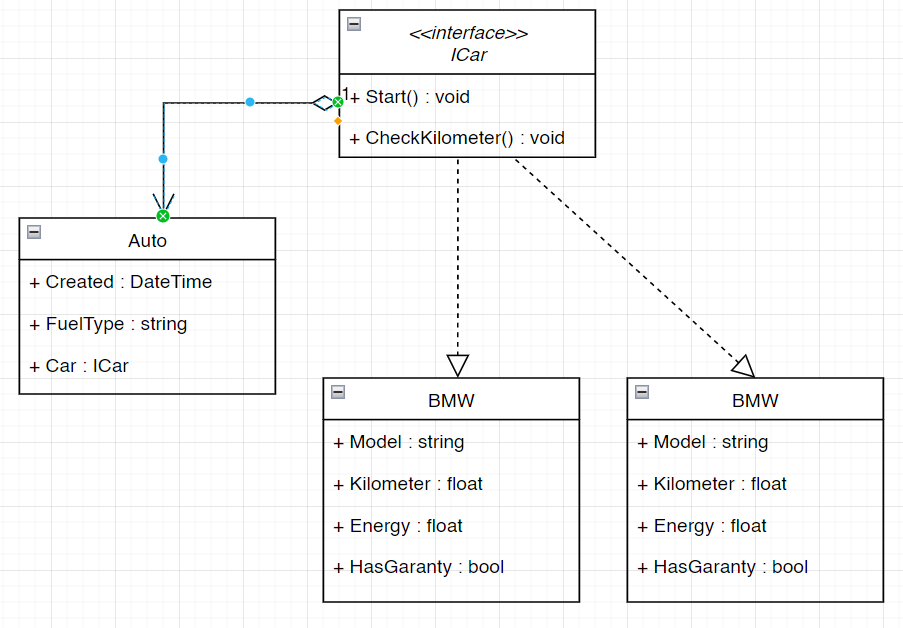 <<interface>>
ICar
1
+ Start() : void
+ CheckKilometer() : void
Auto
+ Created : DateTime
+ FuelType : string
+ Car : ICar
BMW
+ Model : string
+ Kilometer : float
+ Energy : float
+ HasGaranty : bool
BMW
+ Model : string
+ Kilometer : float
+ Energy : float
+ HasGaranty : bool